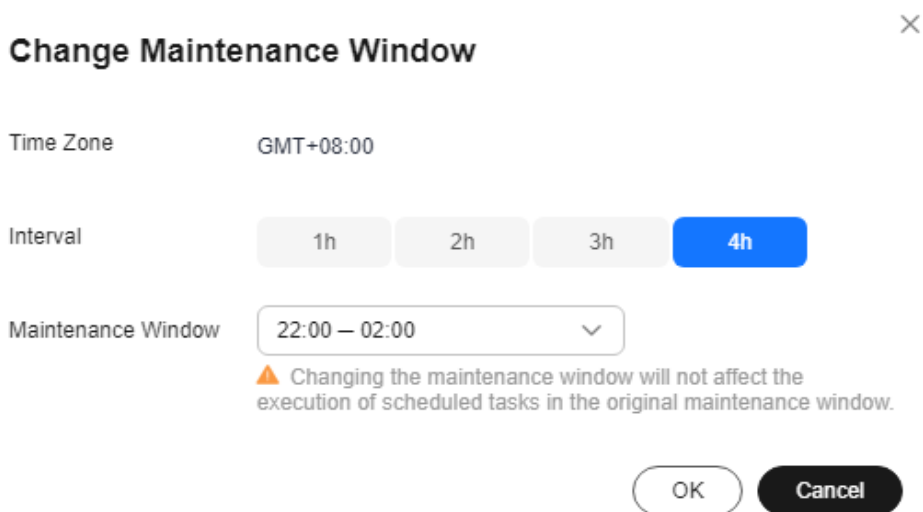 Change Maintenance Window
Time Zone
GMT+08:00
Interval
1h
2h
3h
4h
Maintenance Window
22:00 — 02:00
Changing the maintenance window will not affect the
execution of scheduled tasks in the original maintenance window.
OK
Cancel